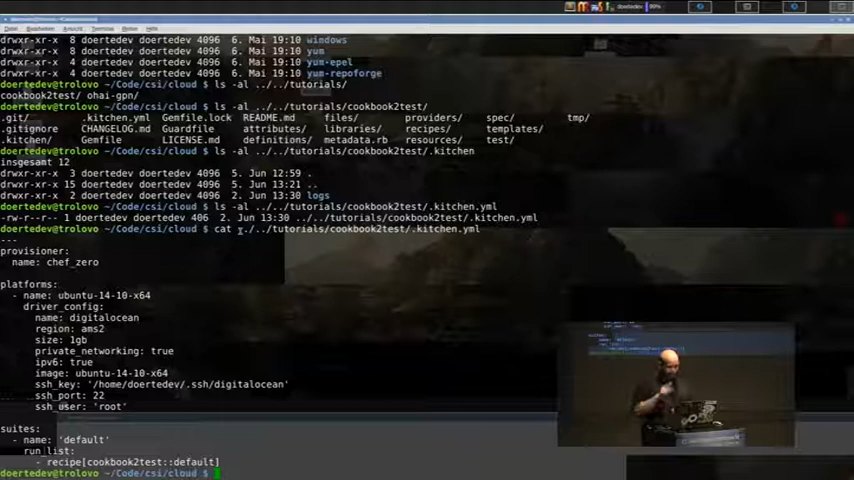 Datei Bearbeiten Ansicht Terminal Reiter Hilfe
90%
drwxr-xr-x 8 doertedev doertedev 4096 6. Mai 19:10 windows
drwxr-xr-x 8 doertedev doertedev 4096 6. Mai 19:10 yum
drwxr-xr-x 4 doertedev doertedev 4096 6. Mai 19:10 yum-epel
drwxr-xr-x 4 doertedev doertedev 4096 6. Mai 19:10 yum-repoforge
doertedev@trolovo ~/Code/csi/cloud $ ls -al ../../tutorials/
cookbook2test/ ohai-gpn/
doertedev@trolovo ~/Code/csi/cloud $ ls -al ../../tutorials/cookbook2test/
.git/ .kitchen.yml Gemfile.lock README.md files/ providers/ spec/ tmp/
.gitignore CHANGELOG.md Guardfile attributes/ libraries/ recipes/ templates/
.kitchen/ Gemfile LICENSE.md definitions/ metadata.rb resources/ test/
doertedev@trolovo ~/Code/csi/cloud $ ls -al ../../tutorials/cookbook2test/.kitchen
insgesamt 12
drwxr-xr-x 3 doertedev doertedev 4096 5. Jun 12:59 .
drwxr-xr-x 15 doertedev doertedev 4096 5. Jun 13:21 ..
drwxr-xr-x 2 doertedev doertedev 4096 2. Jun 13:30 logs
doertedev@trolovo ~/Code/csi/cloud $ ls -al ../../tutorials/cookbook2test/.kitchen.yml
-rw-r--r-- 1 doertedev doertedev 406 2. Jun 13:30 ../../tutorials/cookbook2test/.kitchen.yml
doertedev@trolovo ~/Code/csi/cloud $ cat ../../tutorials/cookbook2test/.kitchen.yml
---
provisioner:
name: chef_zero
platforms:
- name: ubuntu-14-10-x64
driver_config:
name: digitalocean
region: ams2
size: 1gb
private_networking: true
ipv6: true
image: ubuntu-14-10-x64
ssh_key: '/home/doertedev/.ssh/digitalocean'
ssh_port: 22
ssh_user: 'root'
suites:
- name: 'default'
run_list:
- recipe[cookbook2test::default]
doertedev@trolovo ~/Code/csi/cloud $